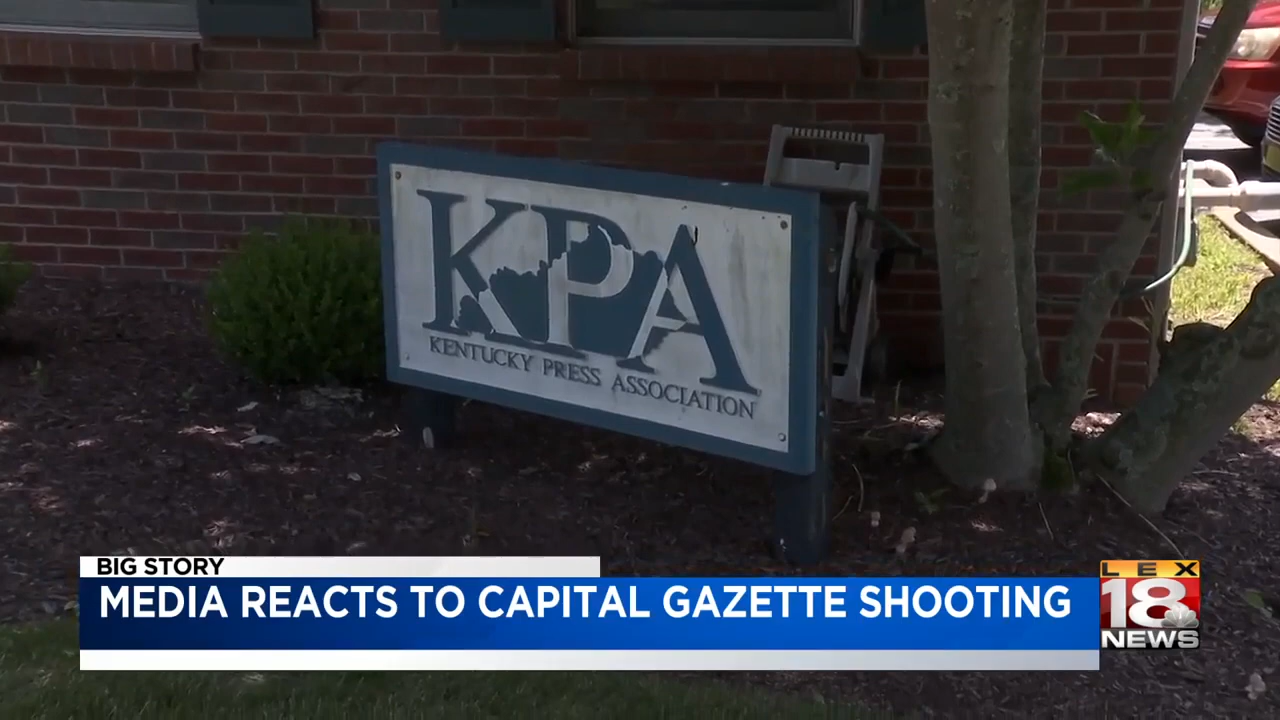 KPA
KENTUCKY PRESS ASSOCIATION
BIG STORY
MEDIA REACTS TO CAPITAL GAZETTE SHOOTING
LEX
18
NEWS